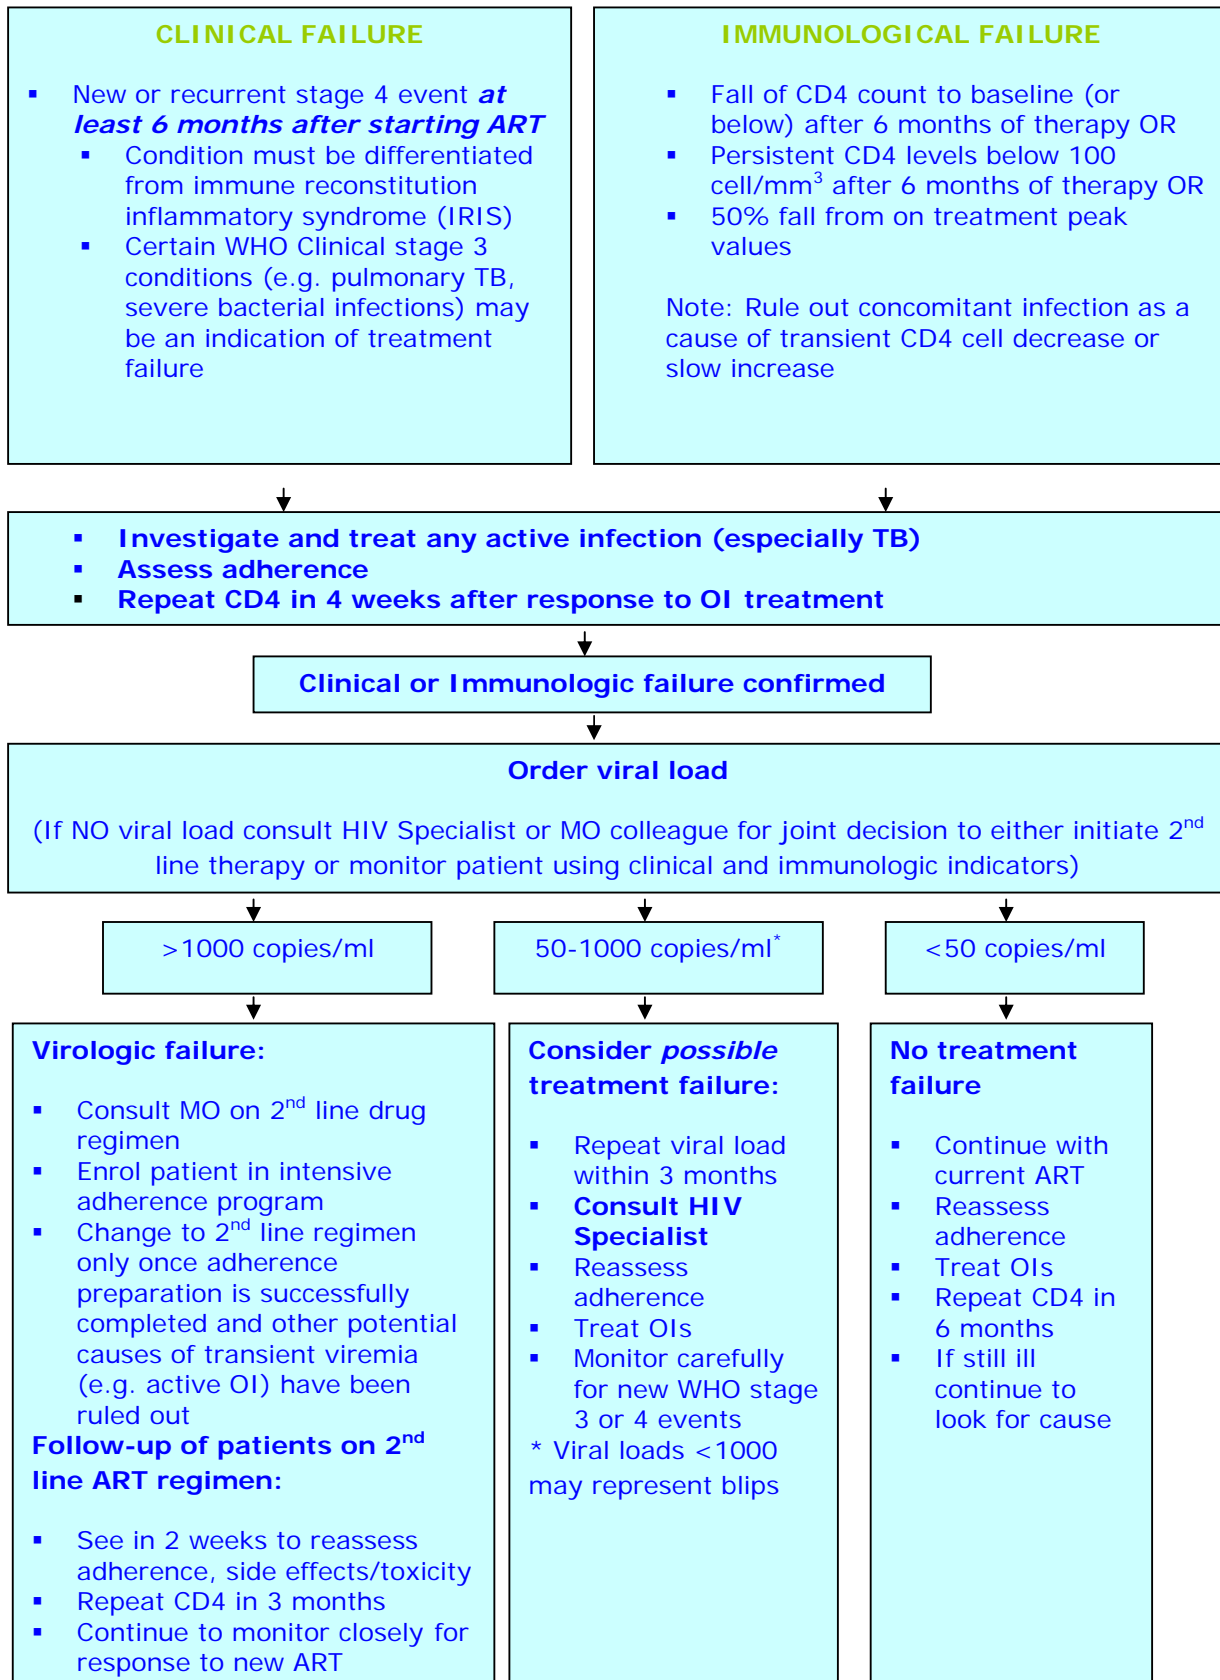 CLINICAL FAILURE
▪ New or recurrent stage 4 event at
least 6 months after starting ART
▪ Condition must be differentiated
from immune reconstitution
inflammatory syndrome (IRIS)
▪ Certain WHO Clinical stage 3
conditions (e.g. pulmonary TB,
severe bacterial infections) may
be an indication of treatment
failure
IMMUNOLOGICAL FAILURE
▪ Fall of CD4 count to baseline (or
below) after 6 months of therapy OR
▪ Persistent CD4 levels below 100
cell/mm³ after 6 months of therapy OR
▪ 50% fall from on treatment peak
values
Note: Rule out concomitant infection as a
cause of transient CD4 cell decrease or
slow increase
▪ Investigate and treat any active infection (especially TB)
▪ Assess adherence
▪ Repeat CD4 in 4 weeks after response to OI treatment
Clinical or Immunologic failure confirmed
Order viral load
(If NO viral load consult HIV Specialist or MO colleague for joint decision to either initiate 2nd
line therapy or monitor patient using clinical and immunologic indicators)
>1000 copies/ml
50-1000 copies/ml*
<50 copies/ml
Virologic failure:
▪ Consult MO on 2nd line drug
regimen
▪ Enrol patient in intensive
adherence program
▪ Change to 2nd line regimen
only once adherence
preparation is successfully
completed and other potential
causes of transient viremia
(e.g. active OI) have been
ruled out
Follow-up of patients on 2nd
line ART regimen:
▪ See in 2 weeks to reassess
adherence, side effects/toxicity
▪ Repeat CD4 in 3 months
▪ Continue to monitor closely for
response to new ART
Consider possible
treatment failure:
▪ Repeat viral load
within 3 months
▪ Consult HIV
Specialist
▪ Reassess
adherence
▪ Treat OIs
▪ Monitor carefully
for new WHO stage
3 or 4 events
* Viral loads <1000
may represent blips
No treatment
failure
▪ Continue with
current ART
▪ Reassess
adherence
▪ Treat OIs
▪ Repeat CD4 in
6 months
▪ If still ill
continue to
look for cause